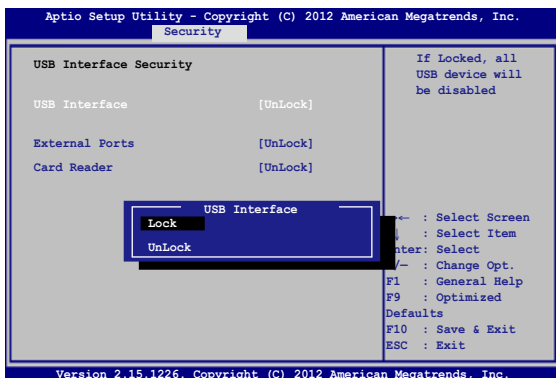 Aptio Setup Utility - Copyright (C) 2012 American Megatrends, Inc.
Security
USB Interface Security
USB Interface [UnLock]
External Ports [UnLock]
Card Reader [UnLock]
If Locked, all
USB device will
be disabled
USB Interface
Lock
UnLock
→← : Select Screen
↓ : Select Item
nter: Select
/— : Change Opt.
F1 : General Help
F9 : Optimized
Defaults
F10 : Save & Exit
ESC : Exit
Version 2.15.1226. Copyright (C) 2012 American Megatrends, Inc.